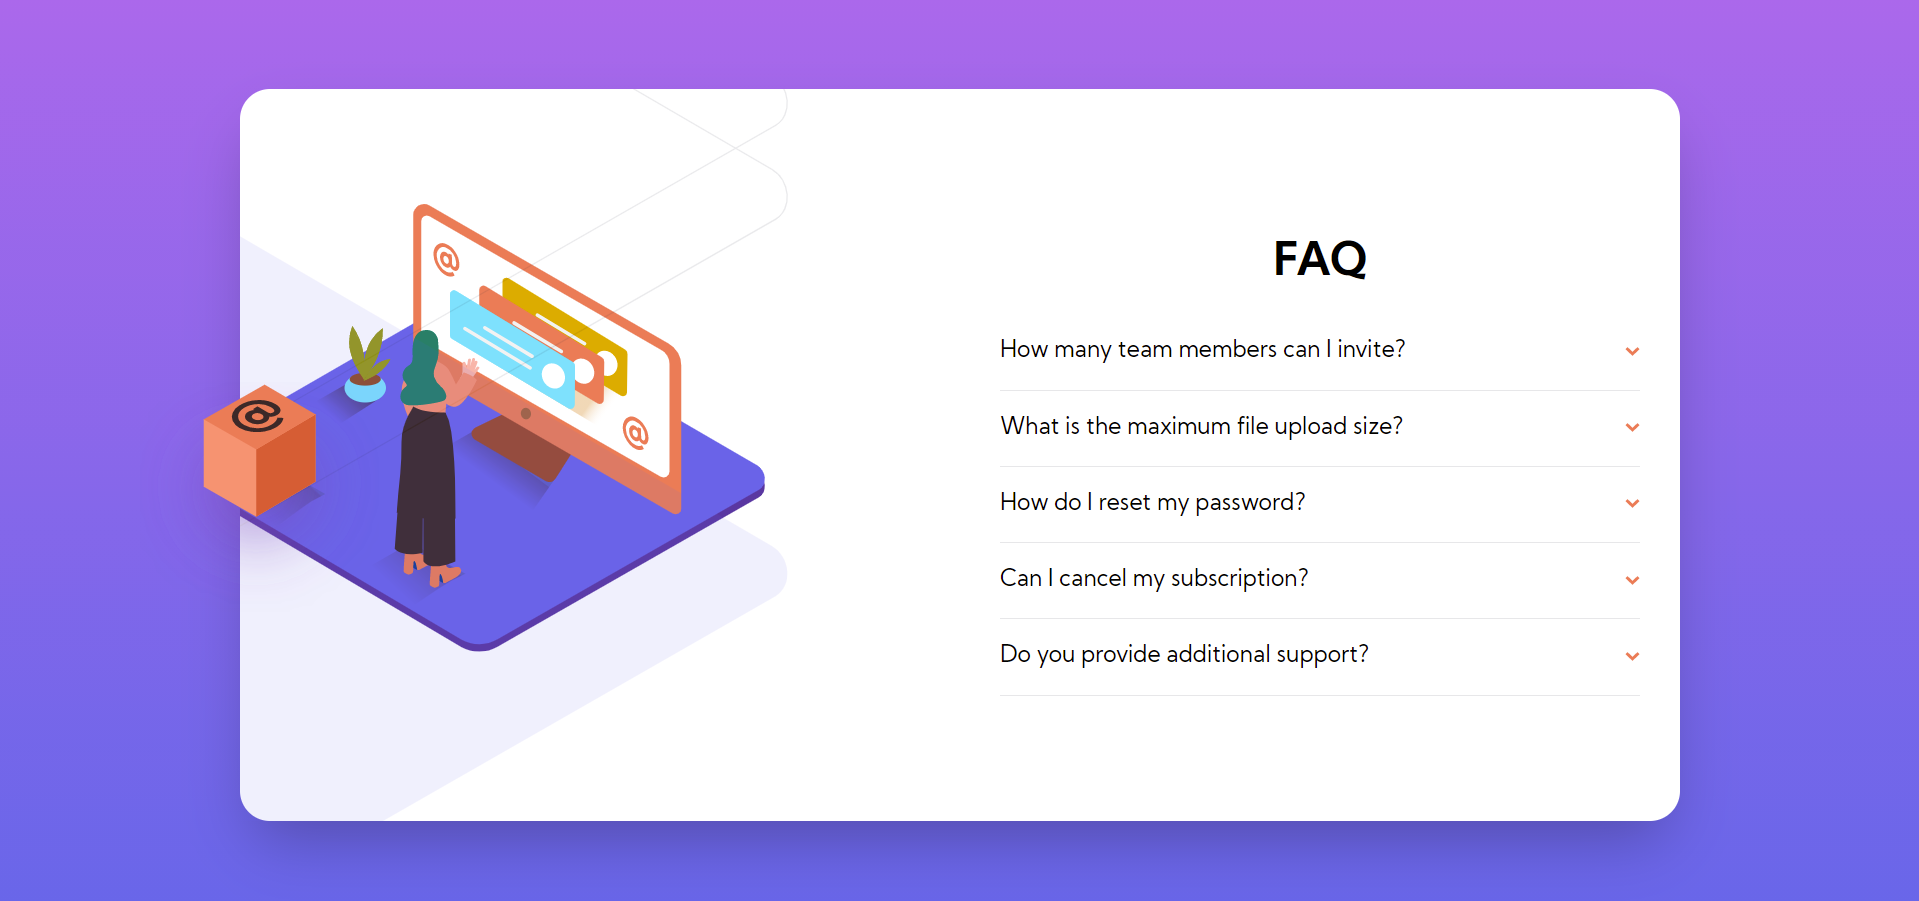 @
@
@
FAQ
How many team members can I invite?
What is the maximum file upload size?
How do I reset my password?
Can I cancel my subscription?
Do you provide additional support?